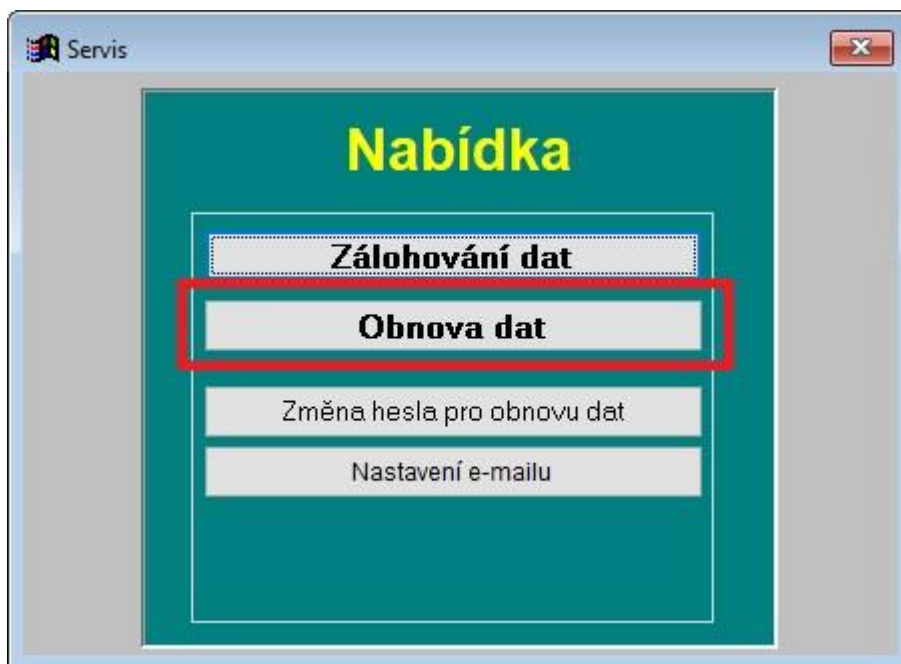 Servis
Nabídka
Zálohování dat
Obnova dat
Změna hesla pro obnovu dat
Nastavení e-mailu